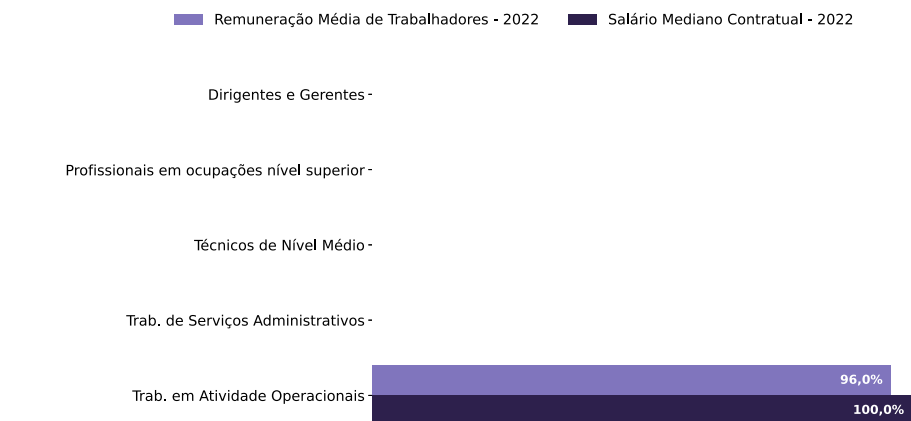 Remuneração Média de Trabalhadores - 2022 Salário Mediano Contratual - 2022
Dirigentes e Gerentes
Profissionais em ocupações nível superior
Técnicos de Nível Médio
Trab. de Serviços Administrativos
Trab. em Atividade Operacionais
96,0%
100,0%